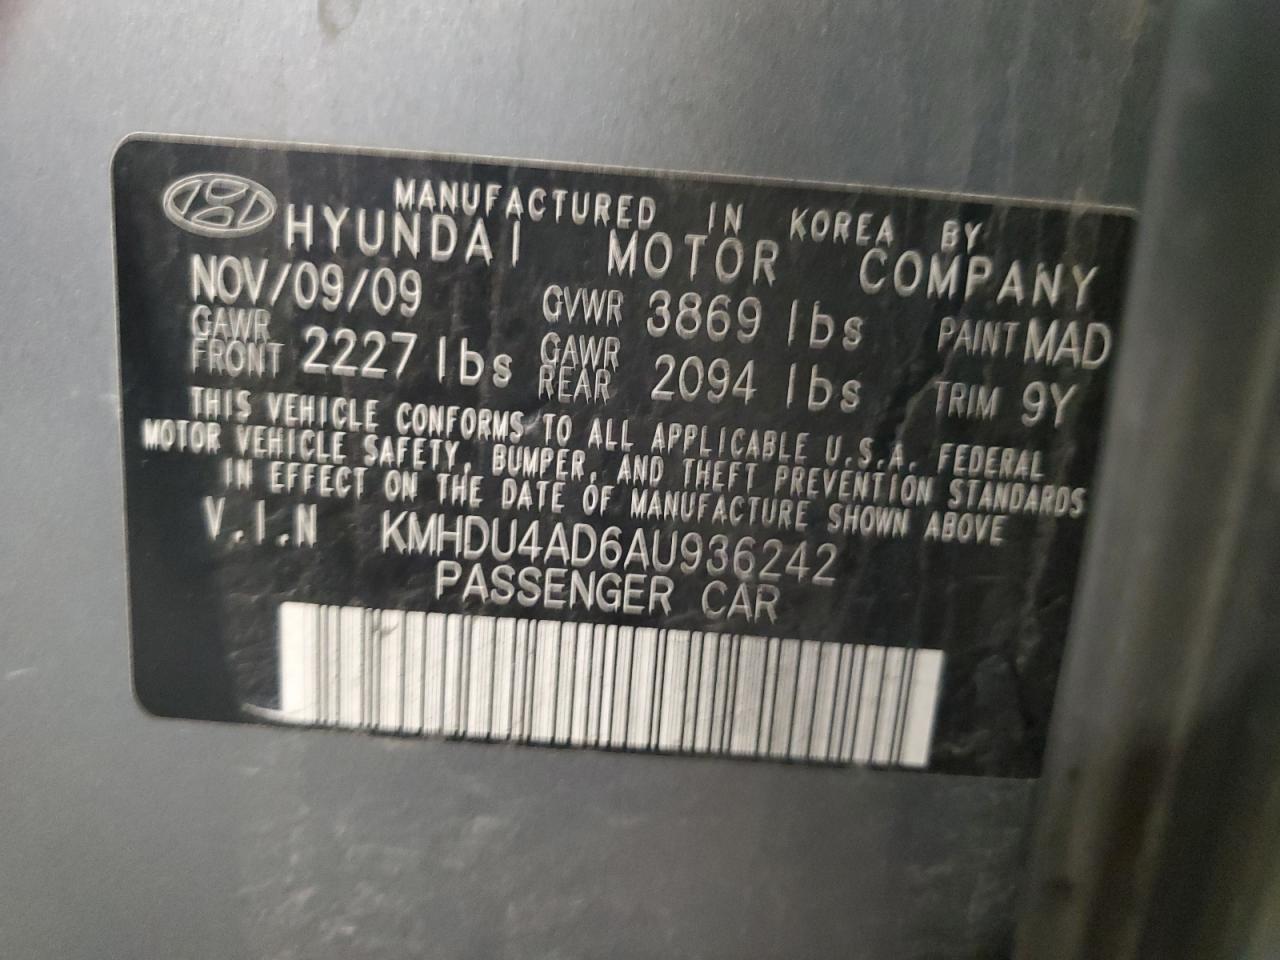 MANUFACTURED IN KOREA BY
HYUNDAI MOTOR COMPANY
NOV/09/09 GVWR 3869 lbs PAINT MAD
GAWR FRONT 2227 lbs GAWR REAR 2094 lbs TRIM 9Y
THIS VEHICLE CONFORMS TO ALL APPLICABLE U.S.A. FEDERAL
MOTOR VEHICLE SAFETY, BUMPER, AND THEFT PREVENTION STANDARDS
IN EFFECT ON THE DATE OF MANUFACTURE SHOWN ABOVE
V.I.N KMHDU4AD6AU936242
PASSENGER CAR